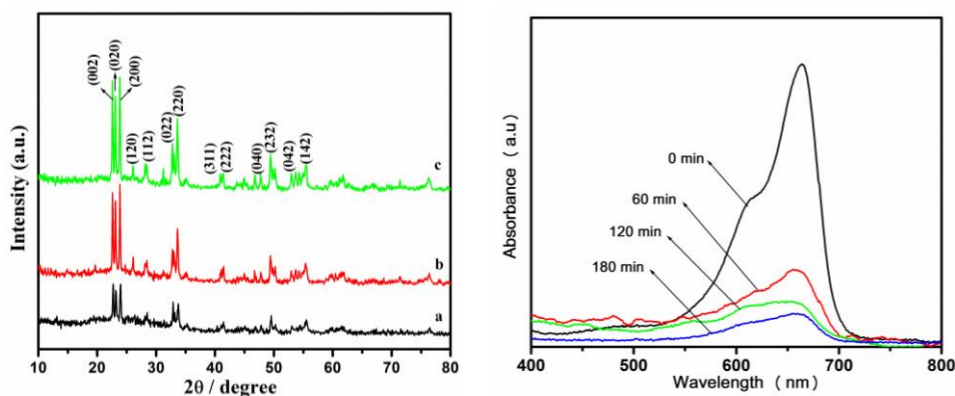 (002)
(020)
(200)
(120)
(112)
(022)
(220)
(311)
(222)
(040)
(232)
(042)
(142)
c
b
a
Intensity (a.u.)
10 20 30 40 50 60 70 80
2θ / degree
0 min
60 min
120 min
180 min
Absorbance （a.u）
400 500 600 700 800
Wavelength （nm）